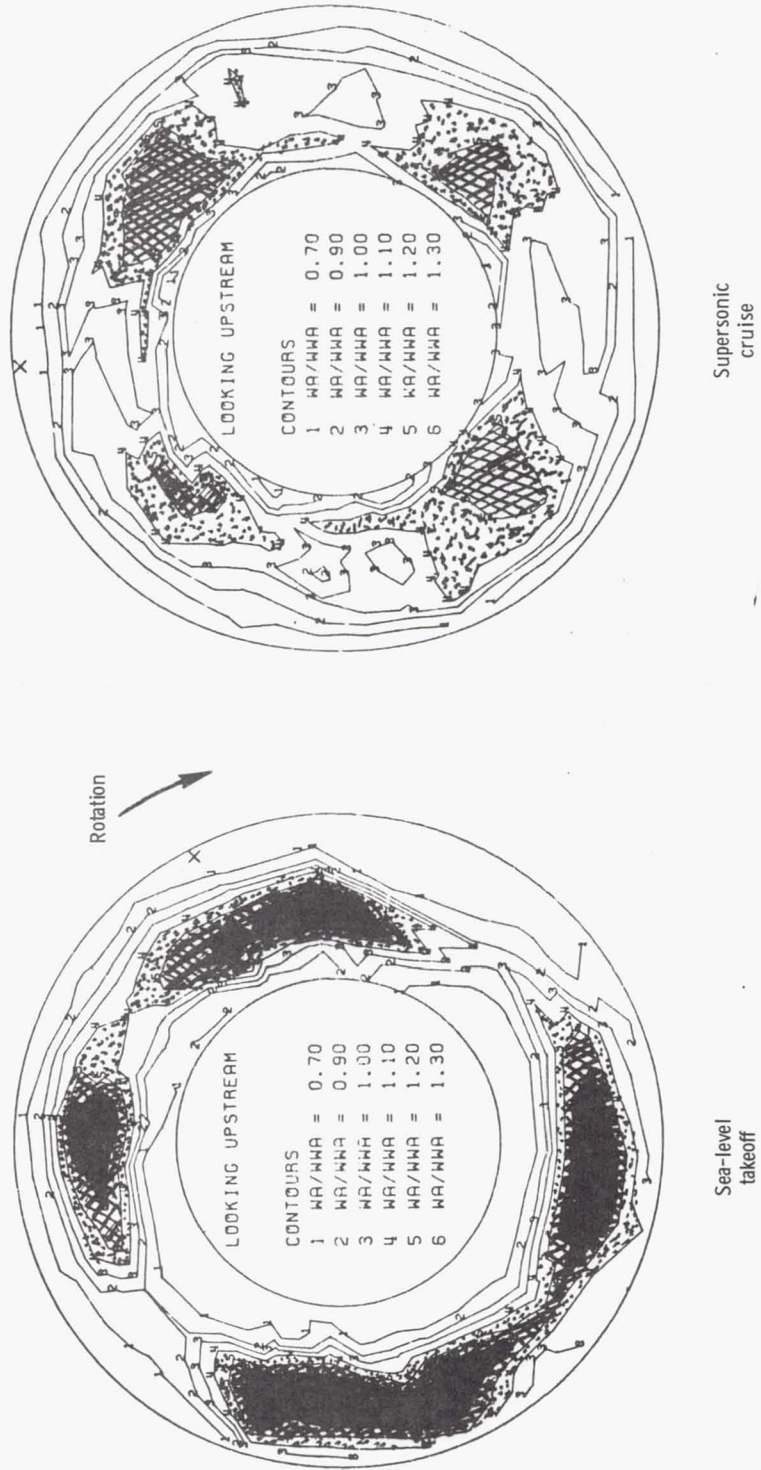 Rotation
LOOKING UPSTREAM
CONTOURS
1 WA/WWA = 0.70
2 WA/WWA = 0.90
3 WA/WWA = 1.00
4 WA/WWA = 1.10
5 WA/WWA = 1.20
6 WA/WWA = 1.30
Sea-level
takeoff
X
LOOKING UPSTREAM
CONTOURS
1 WA/WWA = 0.70
2 WA/WWA = 0.90
3 WA/WWA = 1.00
4 WA/WWA = 1.10
5 WA/WWA = 1.20
6 WA/WWA = 1.30
Supersonic
cruise
X